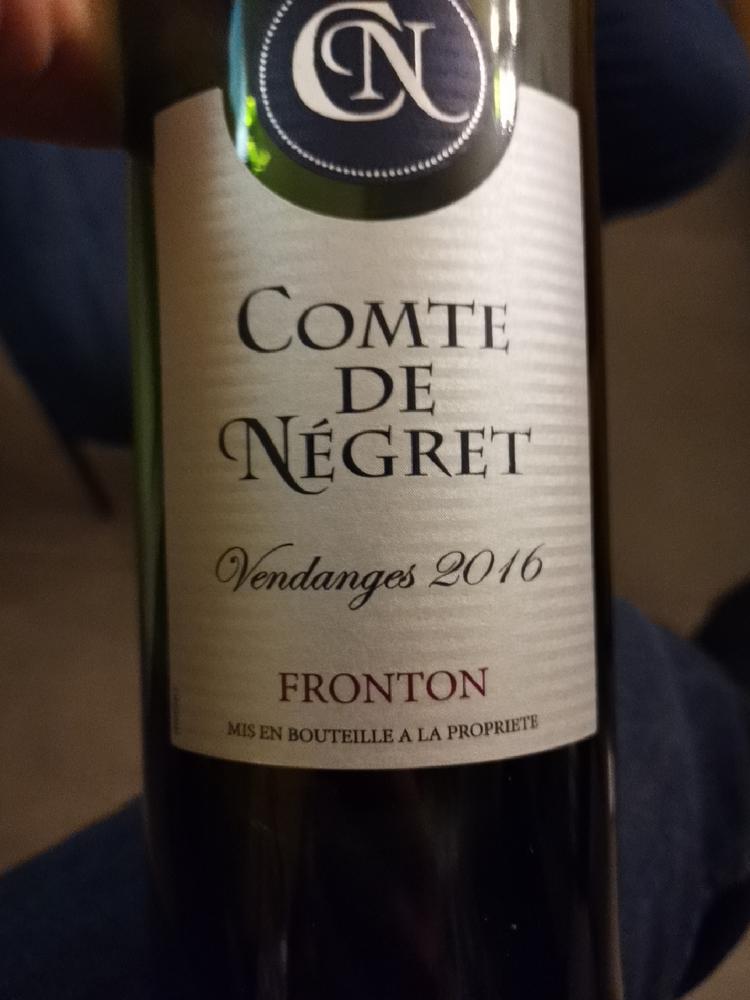 CN
COMTE
DE
NÉGRET
Vendanges 2016
FRONTON
MIS EN BOUTEILLE A LA PROPRIETE